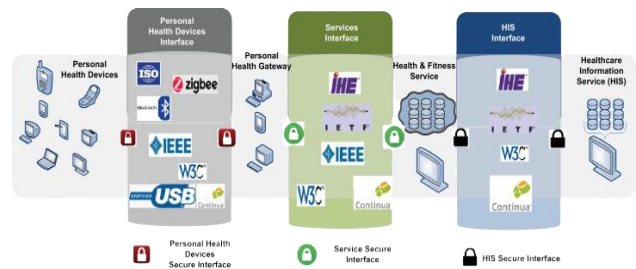 Personal
Health Devices
Interface
Services
Interface
HIS
Interface
Personal
Health Devices
Personal
Health Gateway
Health & Fitness
Service
Healthcare
Information
Service (HIS)
ISO
zigbee
IEEE
W3C
USB
Continua
IHE
IETF
IEEE
W3C
Continua
IHE
IETF
W3C
Continua
Personal Health
Devices
Secure Interface
Service Secure
Interface
HIS Secure Interface